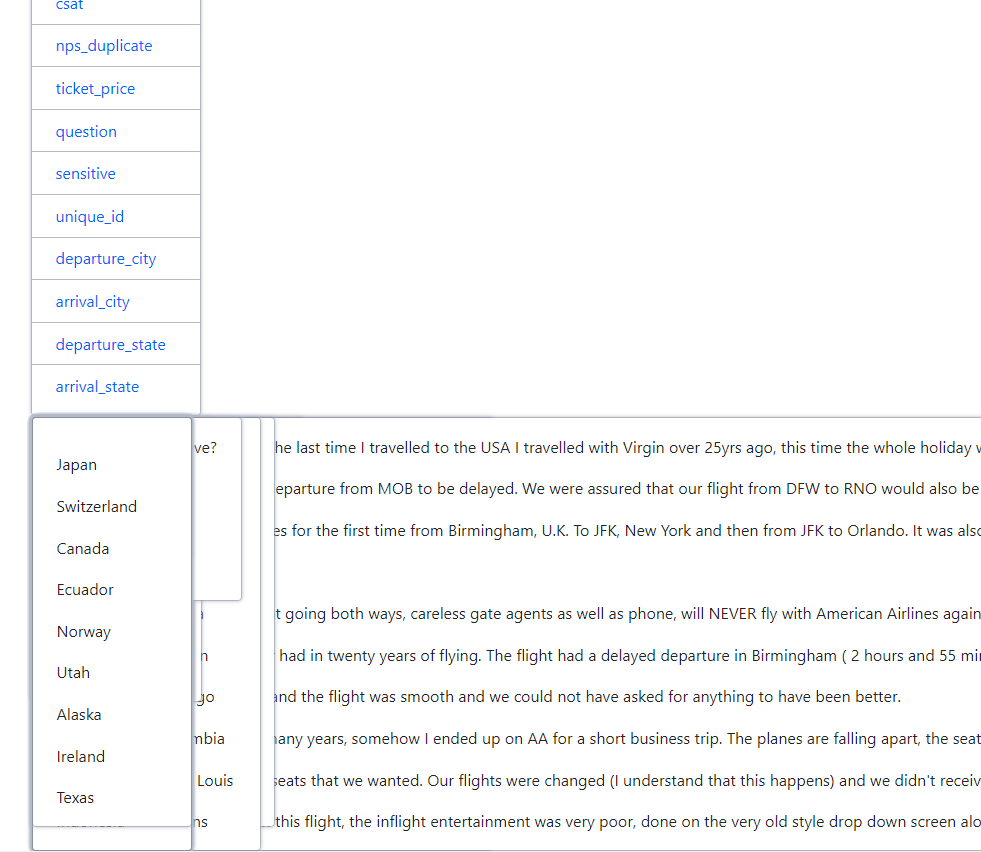 csat
nps_duplicate
ticket_price
question
sensitive
unique_id
departure_city
arrival_city
departure_state
arrival_state
ve? he last time I travelled to the USA I travelled with Virgin over 25yrs ago, this time the whole holiday
Japan
eparture from MOB to be delayed. We were assured that our flight from DFW to RNO would also be
Switzerland
es for the first time from Birmingham, U.K. To JFK, New York and then from JFK to Orlando. It was also
Canada
Ecuador
t going both ways, careless gate agents as well as phone, will NEVER fly with American Airlines again
Norway
n had in twenty years of flying. The flight had a delayed departure in Birmingham ( 2 hours and 55 min
Utah
go and the flight was smooth and we could not have asked for anything to have been better.
Alaska
mbia any years, somehow I ended up on AA for a short business trip. The planes are falling apart, the seat
Ireland
Louis seats that we wanted. Our flights were changed (I understand that this happens) and we didn't receiv
Texas
ns this flight, the inflight entertainment was very poor, done on the very old style drop down screen alo